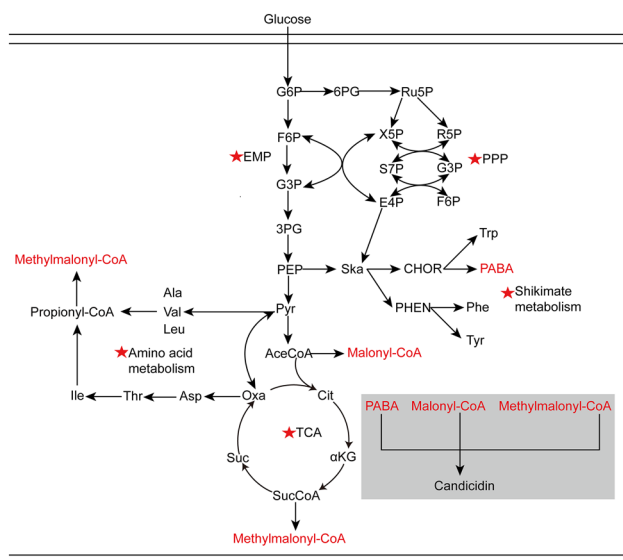 Glucose
G6P
6PG
Ru5P
F6P
X5P
R5P
★EMP
S7P
G3P
★PPP
G3P
E4P
F6P
3PG
Trp
Methylmalonyl-CoA
PEP
Ska
CHOR
PABA
★Shikimate
metabolism
Ala
Propionyl-CoA
Val
Pyr
PHEN
Phe
Leu
Tyr
★Amino acid
metabolism
AceCoA
Malonyl-CoA
Ile
Thr
Asp
Oxa
Cit
PABA
Malonyl-CoA
Methylmalonyl-CoA
★TCA
Suc
αKG
Candicidin
SucCoA
Methylmalonyl-CoA